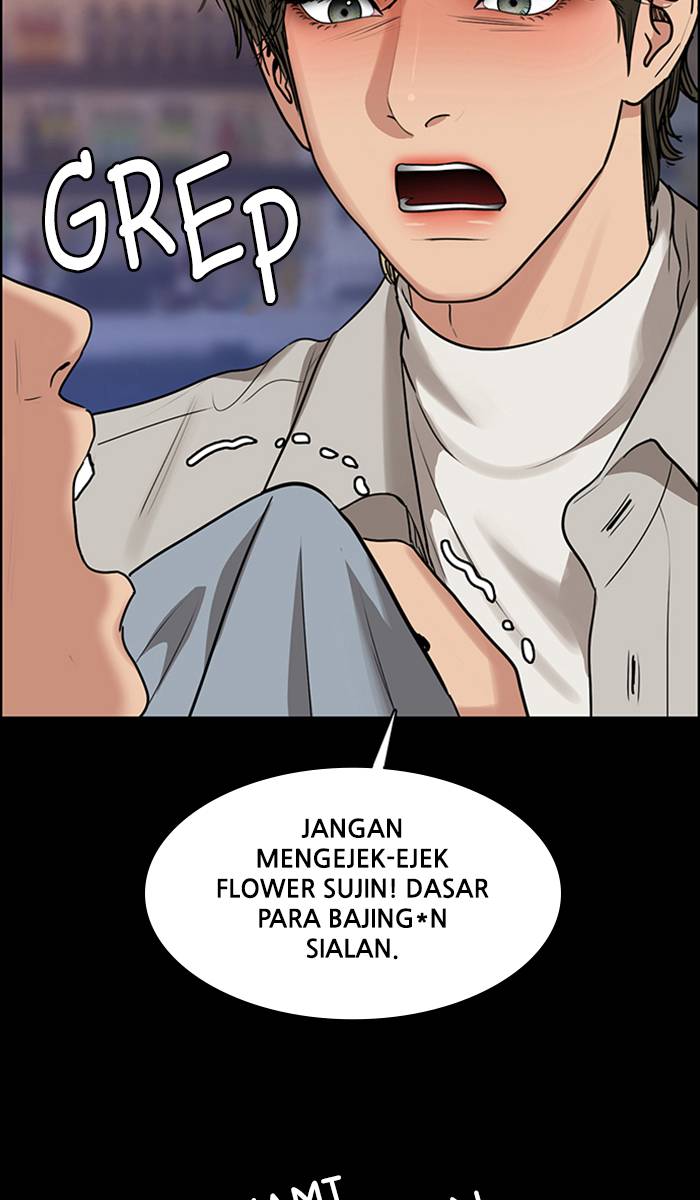 GREP
JANGAN
MENGEJEK-EJEK
FLOWER SUJIN! DASAR
PARA BAJING*N
SIALAN.